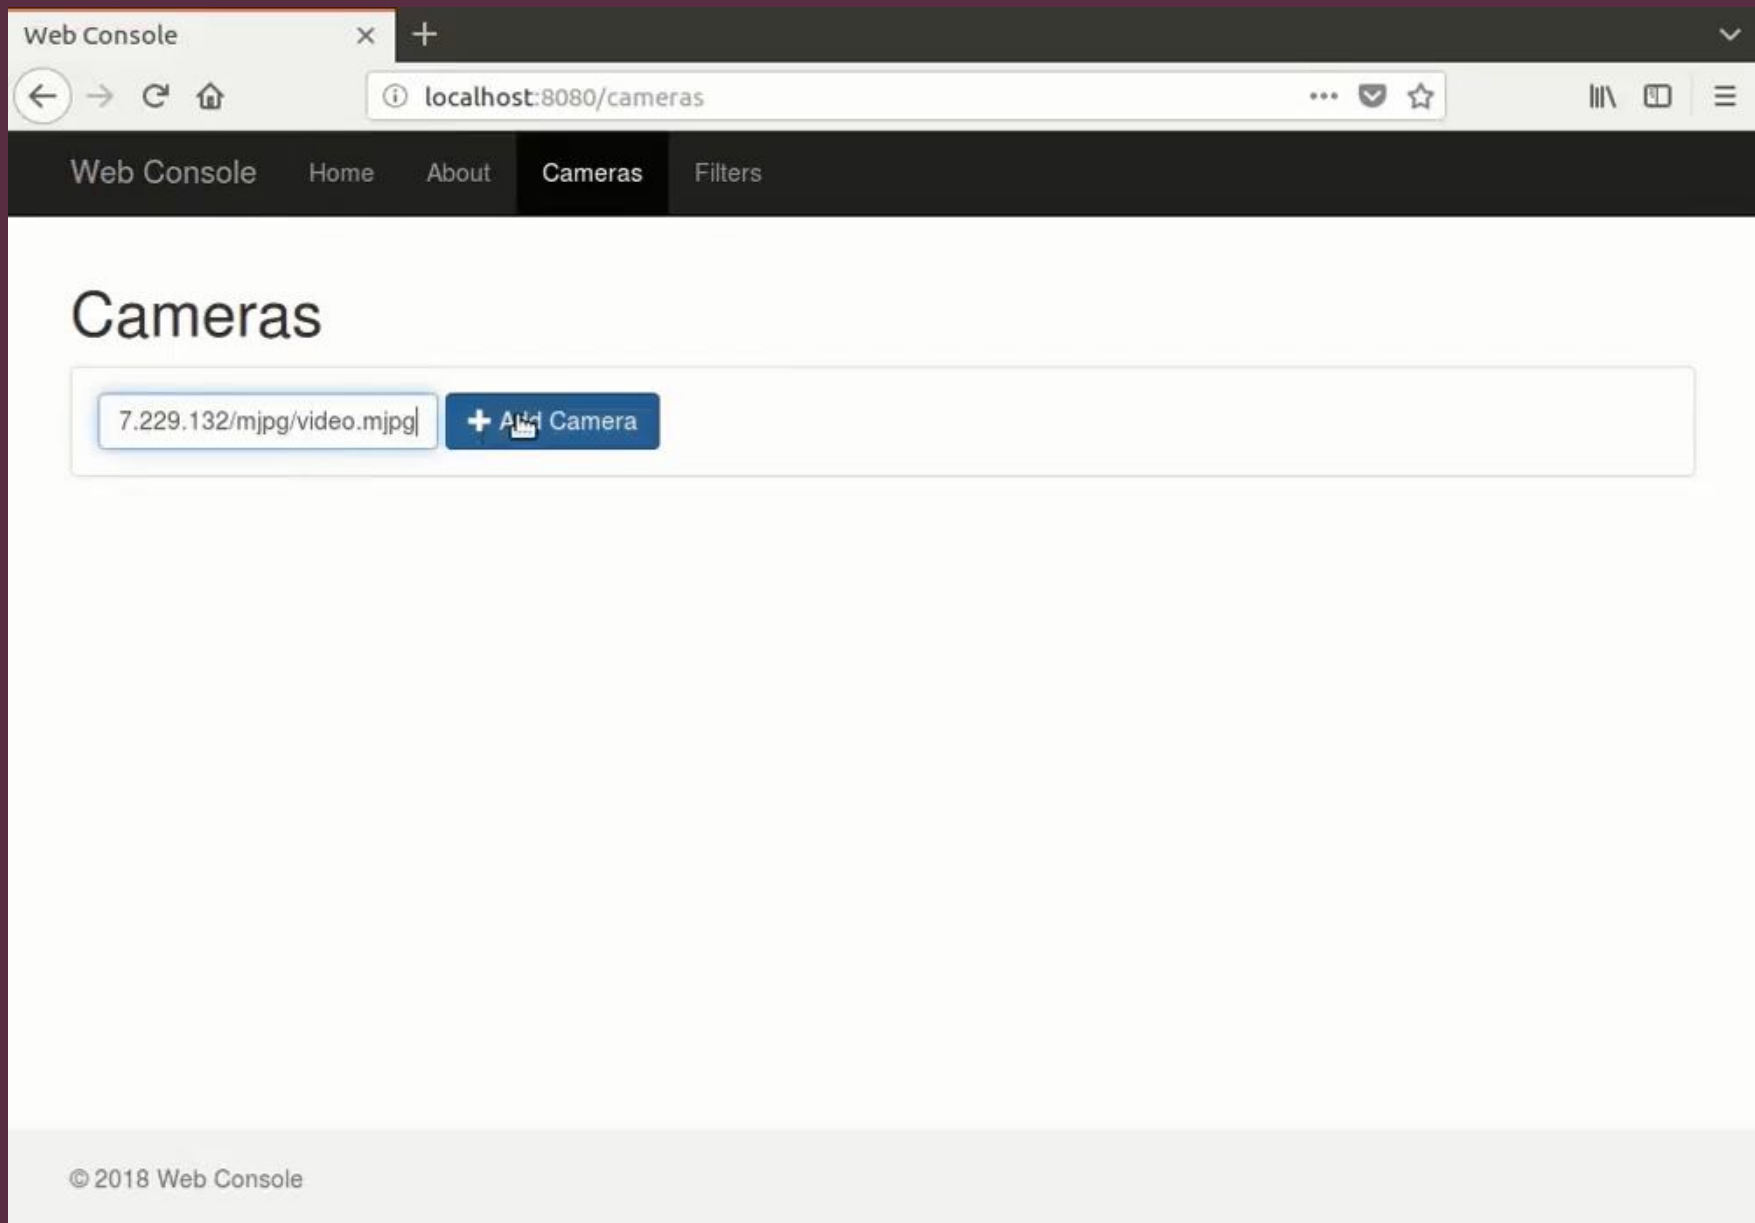 Web Console
localhost:8080/cameras
Web Console Home About Cameras Filters
Cameras
7.229.132/mjpg/video.mjpg Add Camera
© 2018 Web Console